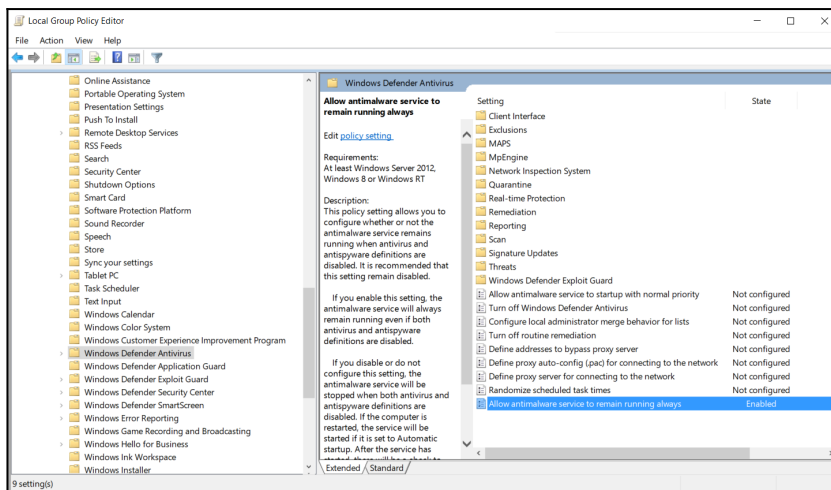 Local Group Policy Editor
File Action View Help
Online Assistance
Portable Operating System
Presentation Settings
Push To Install
Remote Desktop Services
RSS Feeds
Search
Security Center
Shutdown Options
Smart Card
Software Protection Platform
Sound Recorder
Speech
Store
Sync your settings
Tablet PC
Task Scheduler
Text Input
Windows Calendar
Windows Color System
Windows Customer Experience Improvement Program
Windows Defender Antivirus
Windows Defender Application Guard
Windows Defender Exploit Guard
Windows Defender Security Center
Windows Defender SmartScreen
Windows Error Reporting
Windows Game Recording and Broadcasting
Windows Hello for Business
Windows Ink Workspace
Windows Installer
Windows Defender Antivirus
Allow antimalware service to
remain running always
Edit policy setting
Requirements:
At least Windows Server 2012,
Windows 8 or Windows RT
Description:
This policy setting allows you to
configure whether or not the
antimalware service remains
running when antivirus and
antispyware definitions are
disabled. It is recommended that
this setting remain disabled.
If you enable this setting, the
antimalware service will always
remain running even if both
antivirus and antispyware
definitions are disabled.
If you disable or do not
configure this setting, the
antimalware service will be
stopped when both antivirus and
antispyware definitions are
disabled. If the computer is
restarted, the service will be
started if it is set to Automatic
startup. After the service has
Setting State
Client Interface
Exclusions
MAPS
MpEngine
Network Inspection System
Quarantine
Real-time Protection
Remediation
Reporting
Scan
Signature Updates
Threats
Windows Defender Exploit Guard
Allow antimalware service to startup with normal priority Not configured
Turn off Windows Defender Antivirus Not configured
Configure local administrator merge behavior for lists Not configured
Turn off routine remediation Not configured
Define addresses to bypass proxy server Not configured
Define proxy auto-config (.pac) for connecting to the network Not configured
Define proxy server for connecting to the network Not configured
Randomize scheduled task times Not configured
Allow antimalware service to remain running always Enabled
Extended Standard
9 setting(s)